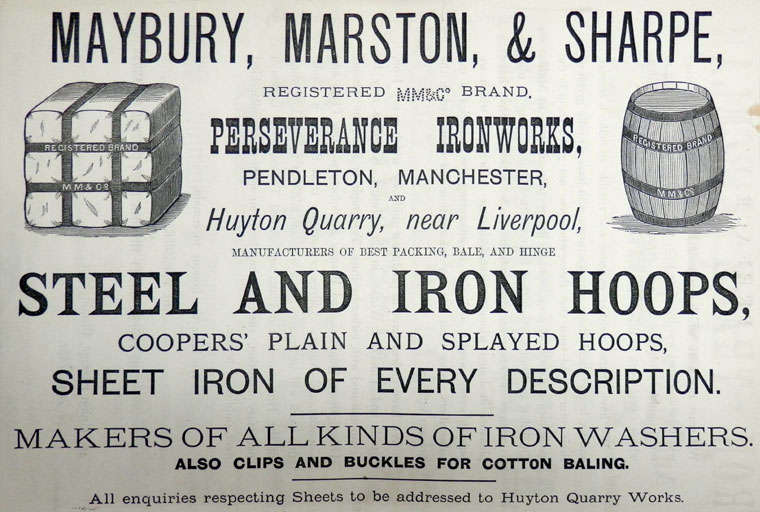 MAYBURY, MARSTON, & SHARPE,
REGISTERED MM&Co BRAND,
PERSEVERANCE IRONWORKS,
PENDLETON, MANCHESTER,
AND
Huyton Quarry, near Liverpool,
REGISTERED BRAND
MM & Co
REGISTERED BRAND
MM & Co
MANUFACTURERS OF BEST PACKING, BALE, AND HINGE
STEEL AND IRON HOOPS,
COOPERS' PLAIN AND SPLAYED HOOPS,
SHEET IRON OF EVERY DESCRIPTION.
MAKERS OF ALL KINDS OF IRON WASHERS.
ALSO CLIPS AND BUCKLES FOR COTTON BALING.
All enquiries respecting Sheets to be addressed to Huyton Quarry Works.